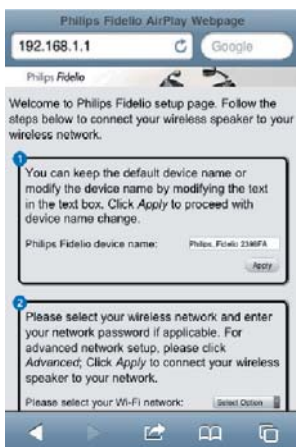 Philips Fidelio AirPlay Webpage
192.168.1.1
Google
Philips Fidelio
Welcome to Philips Fidelio setup page. Follow the
steps below to connect your wireless speaker to your
wireless network.
1
You can keep the default device name or
modify the device name by modifying the text
in the text box. Click Apply to proceed with
device name change.
Philips Fidelio device name: Philips_Fidelio 2398FA
Apply
2
Please select your wireless network and enter
your network password if applicable. For
advanced network setup, please click
Advanced; Click Apply to connect your wireless
speaker to your network.
Please select your Wi-Fi network: Select Option